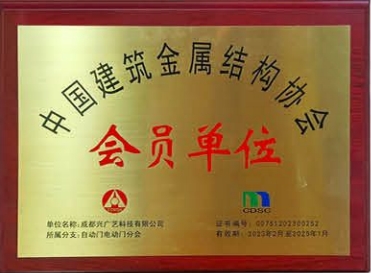 中国建筑金属结构协会
会员单位
CDSC
单位名称:成都兴广艺科技有限公司
所属分支:自动门电动门分会
证书编号:
有效期: